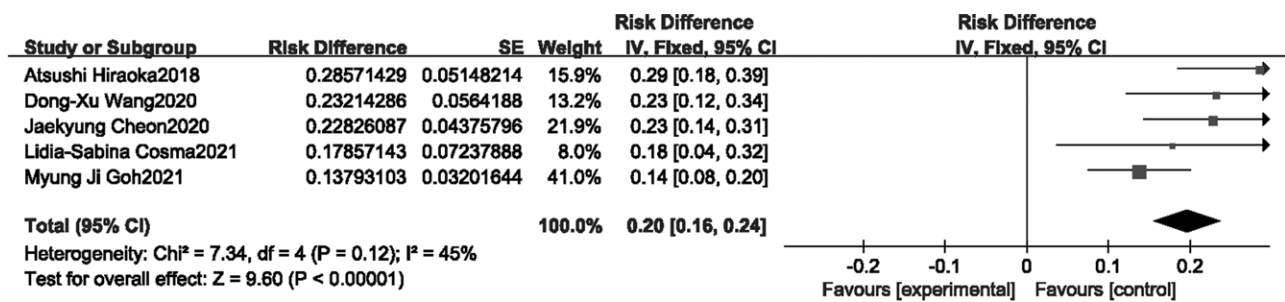 Risk Difference Risk Difference
Study or Subgroup Risk Difference SE Weight IV, Fixed, 95% CI IV, Fixed, 95% CI
Atsushi Hiraoka2018 0.28571429 0.05148214 15.9% 0.29 [0.18, 0.39]
Dong-Xu Wang2020 0.23214286 0.0564188 13.2% 0.23 [0.12, 0.34]
Jaekyung Cheon2020 0.22826087 0.04375796 21.9% 0.23 [0.14, 0.31]
Lidia-Sabina Cosma2021 0.17857143 0.07237888 8.0% 0.18 [0.04, 0.32]
Myung Ji Goh2021 0.13793103 0.03201644 41.0% 0.14 [0.08, 0.20]
Total (95% CI) 100.0% 0.20 [0.16, 0.24]
Heterogeneity: Chi² = 7.34, df = 4 (P = 0.12); I² = 45%
Test for overall effect: Z = 9.60 (P < 0.00001)
-0.2 -0.1 0 0.1 0.2
Favours [experimental] Favours [control]